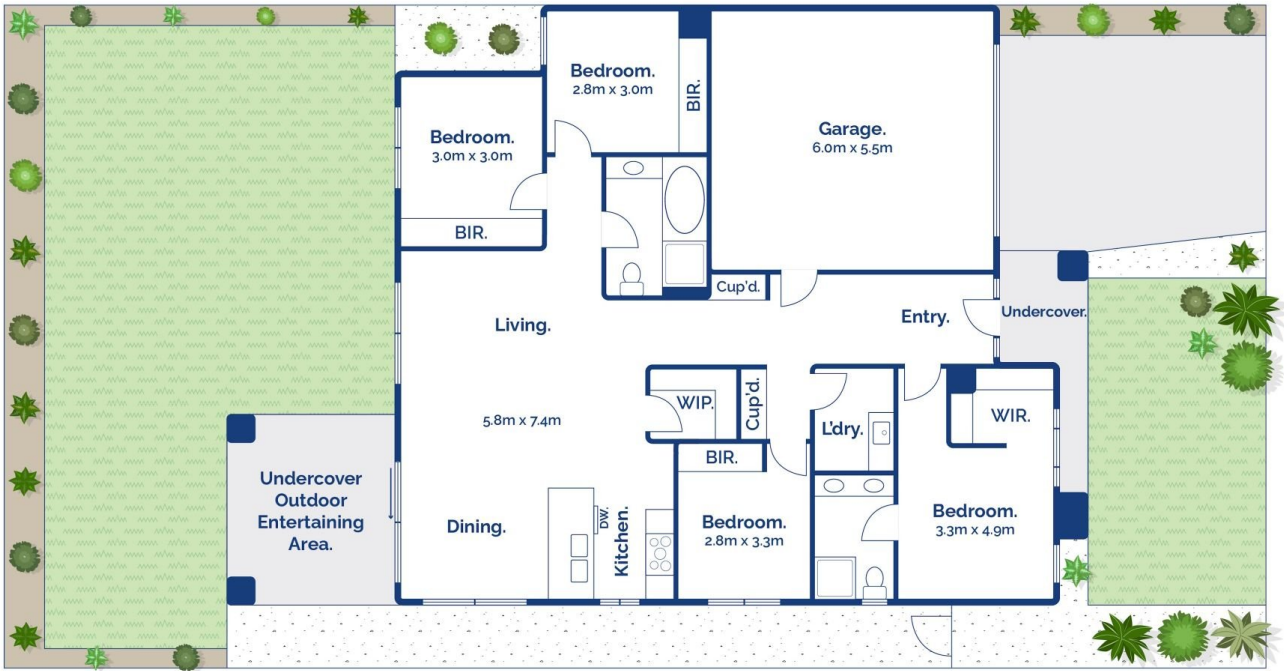 Bedroom.
2.8m x 3.0m
BIR.
Bedroom.
3.0m x 3.0m
BIR.
Garage.
6.0m x 5.5m
Cup'd.
Living.
Entry.
Undercover.
5.8m x 7.4m
WIP.
Cup'd.
L'dry.
WIR.
BIR.
Undercover
Outdoor
Entertaining
Area.
Dining.
DW.
Kitchen.
Bedroom.
2.8m x 3.3m
Bedroom.
3.3m x 4.9m